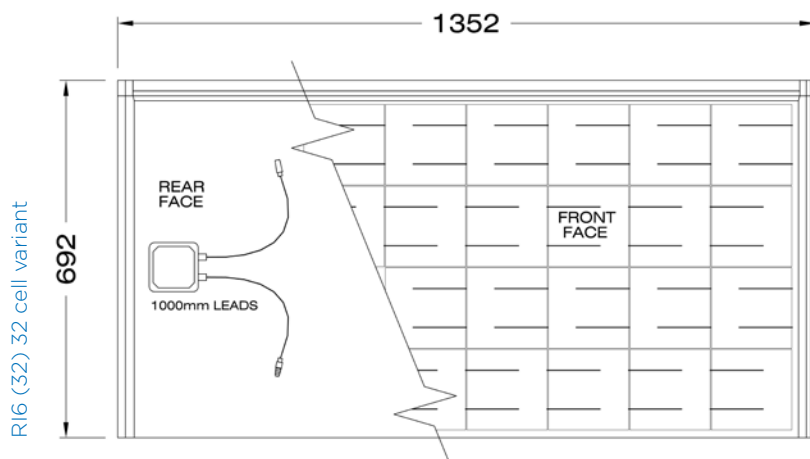 1352
692
RI6 (32) 32 cell variant
REAR
FACE
1000mm LEADS
FRONT
FACE